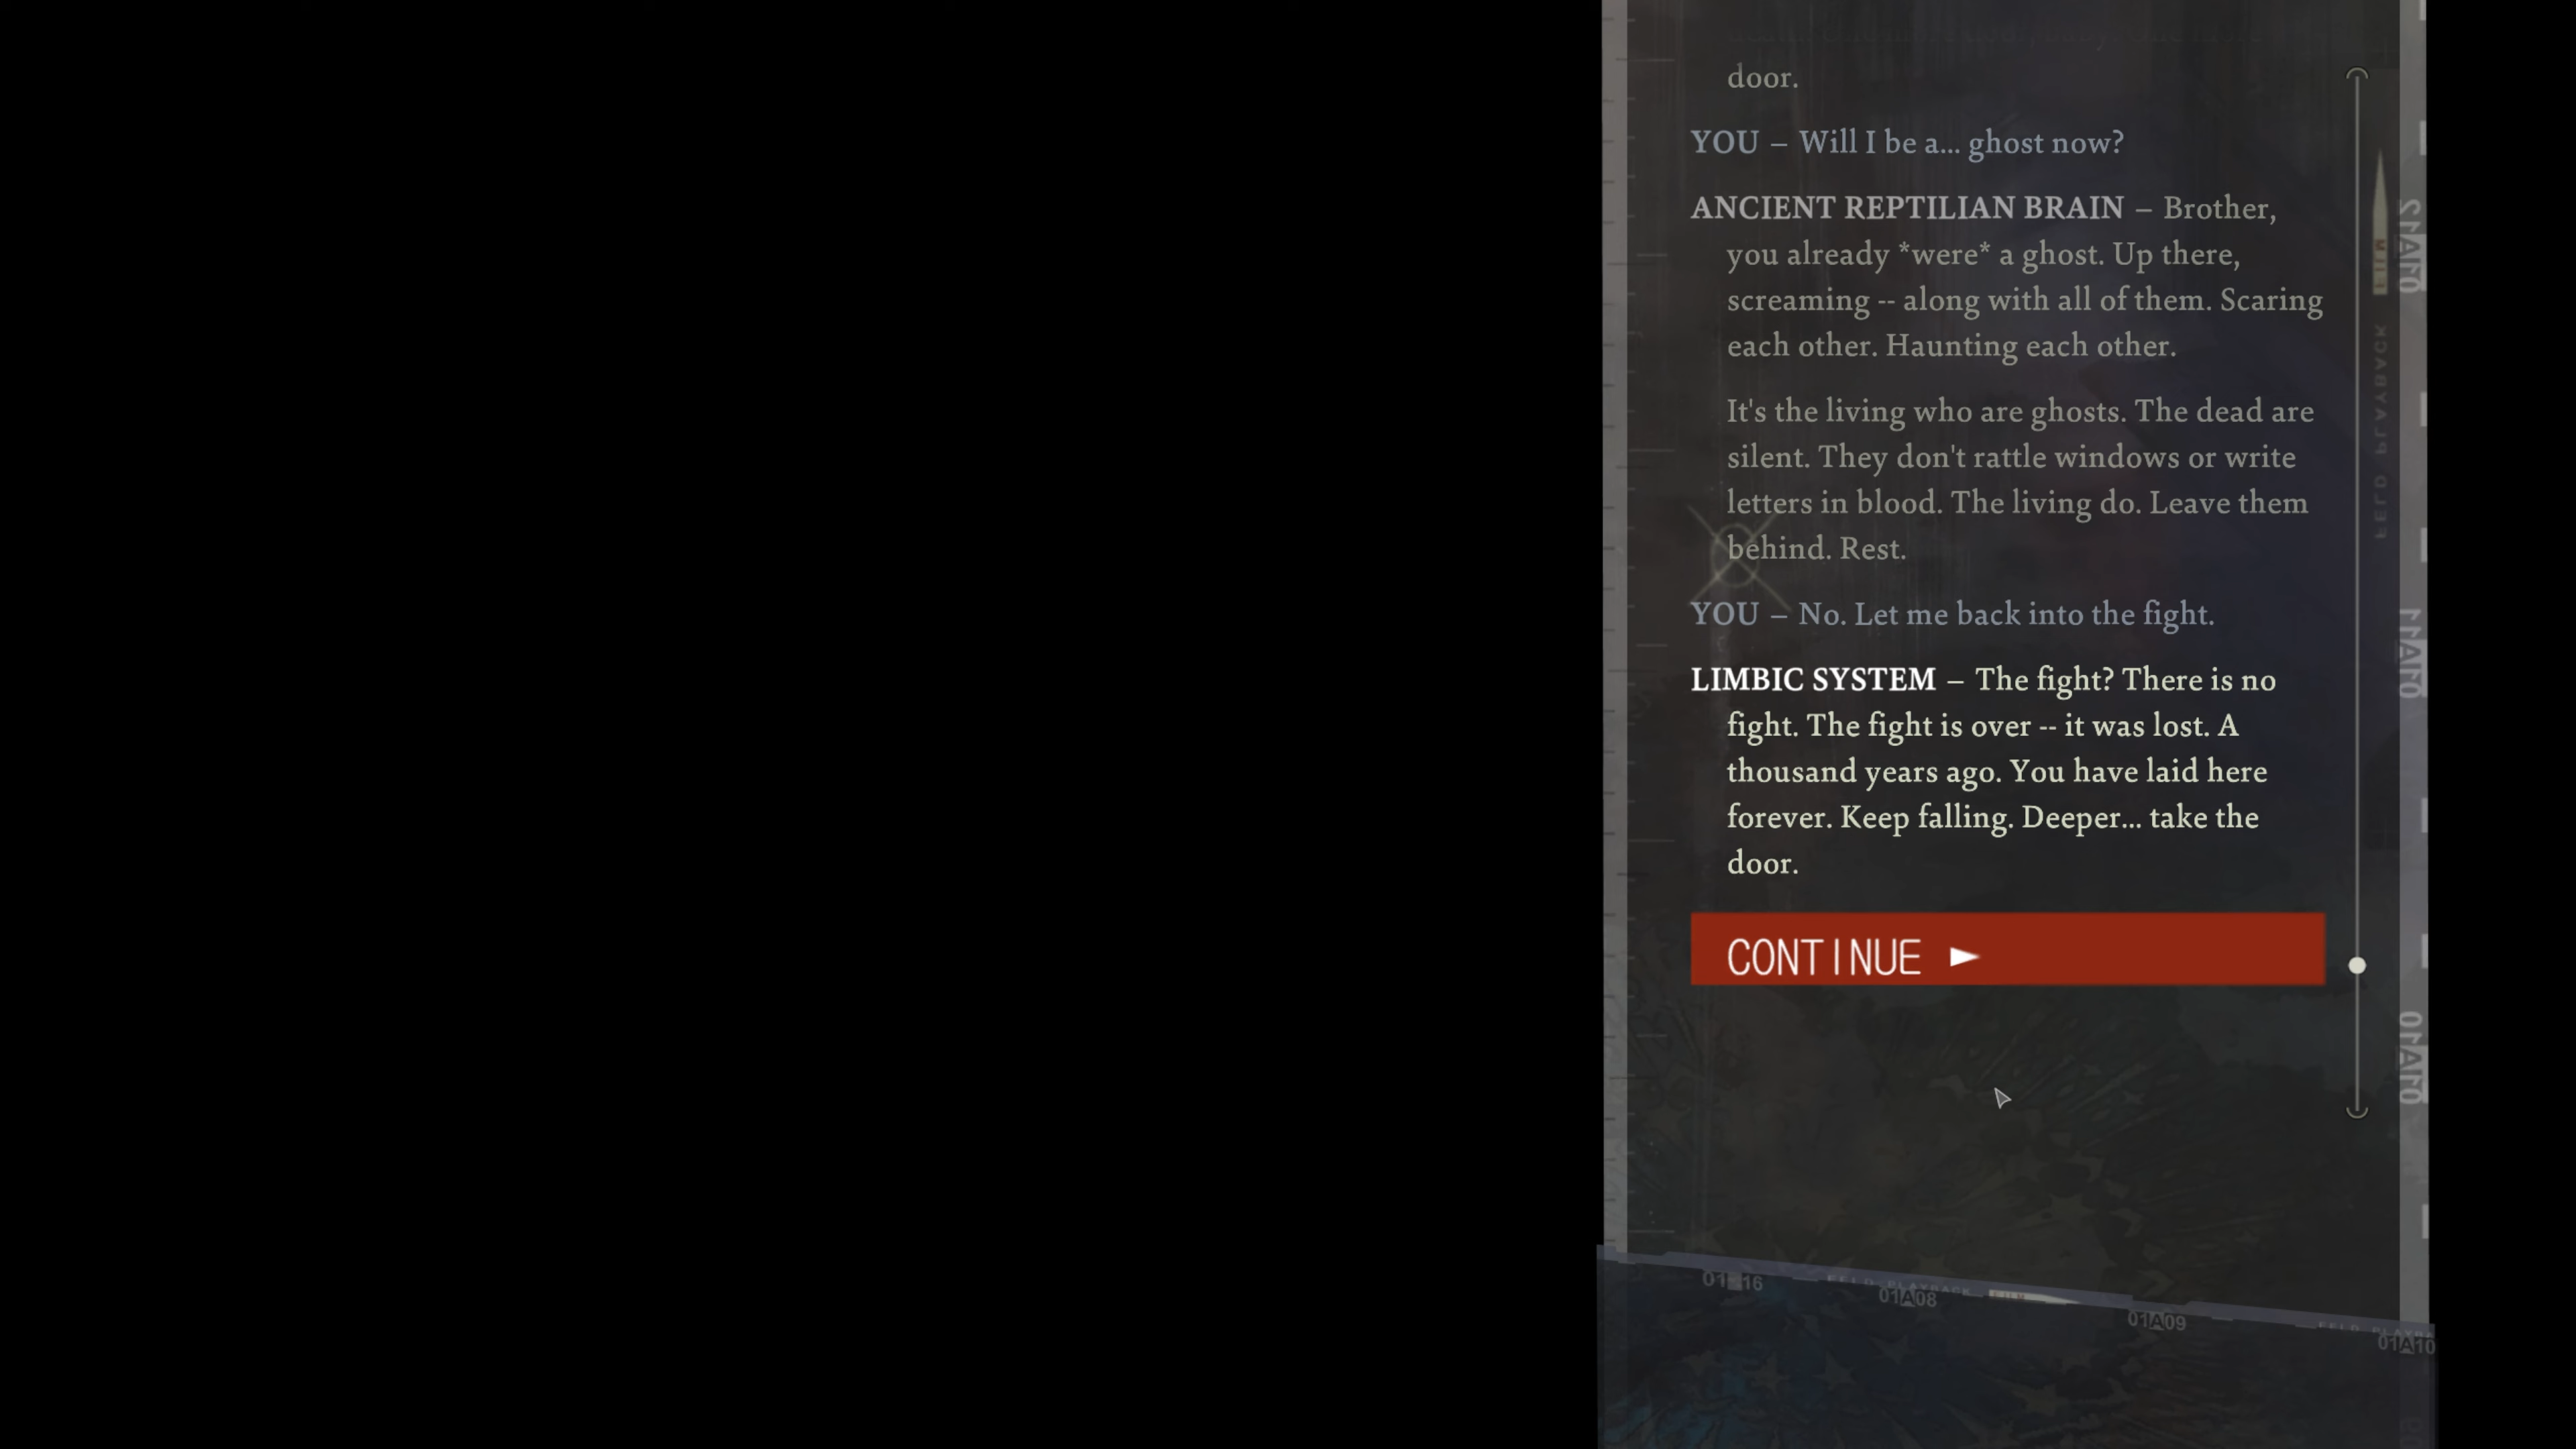 door.
YOU – Will I be a... ghost now?
ANCIENT REPTILIAN BRAIN – Brother,
you already *were* a ghost. Up there,
screaming -- along with all of them. Scaring
each other. Haunting each other.
It's the living who are ghosts. The dead are
silent. They don't rattle windows or write
letters in blood. The living do. Leave them
behind. Rest.
YOU – No. Let me back into the fight.
LIMBIC SYSTEM – The fight? There is no
fight. The fight is over -- it was lost. A
thousand years ago. You have laid here
forever. Keep falling. Deeper... take the
door.
CONTINUE ►
01A08
01A09
01A10